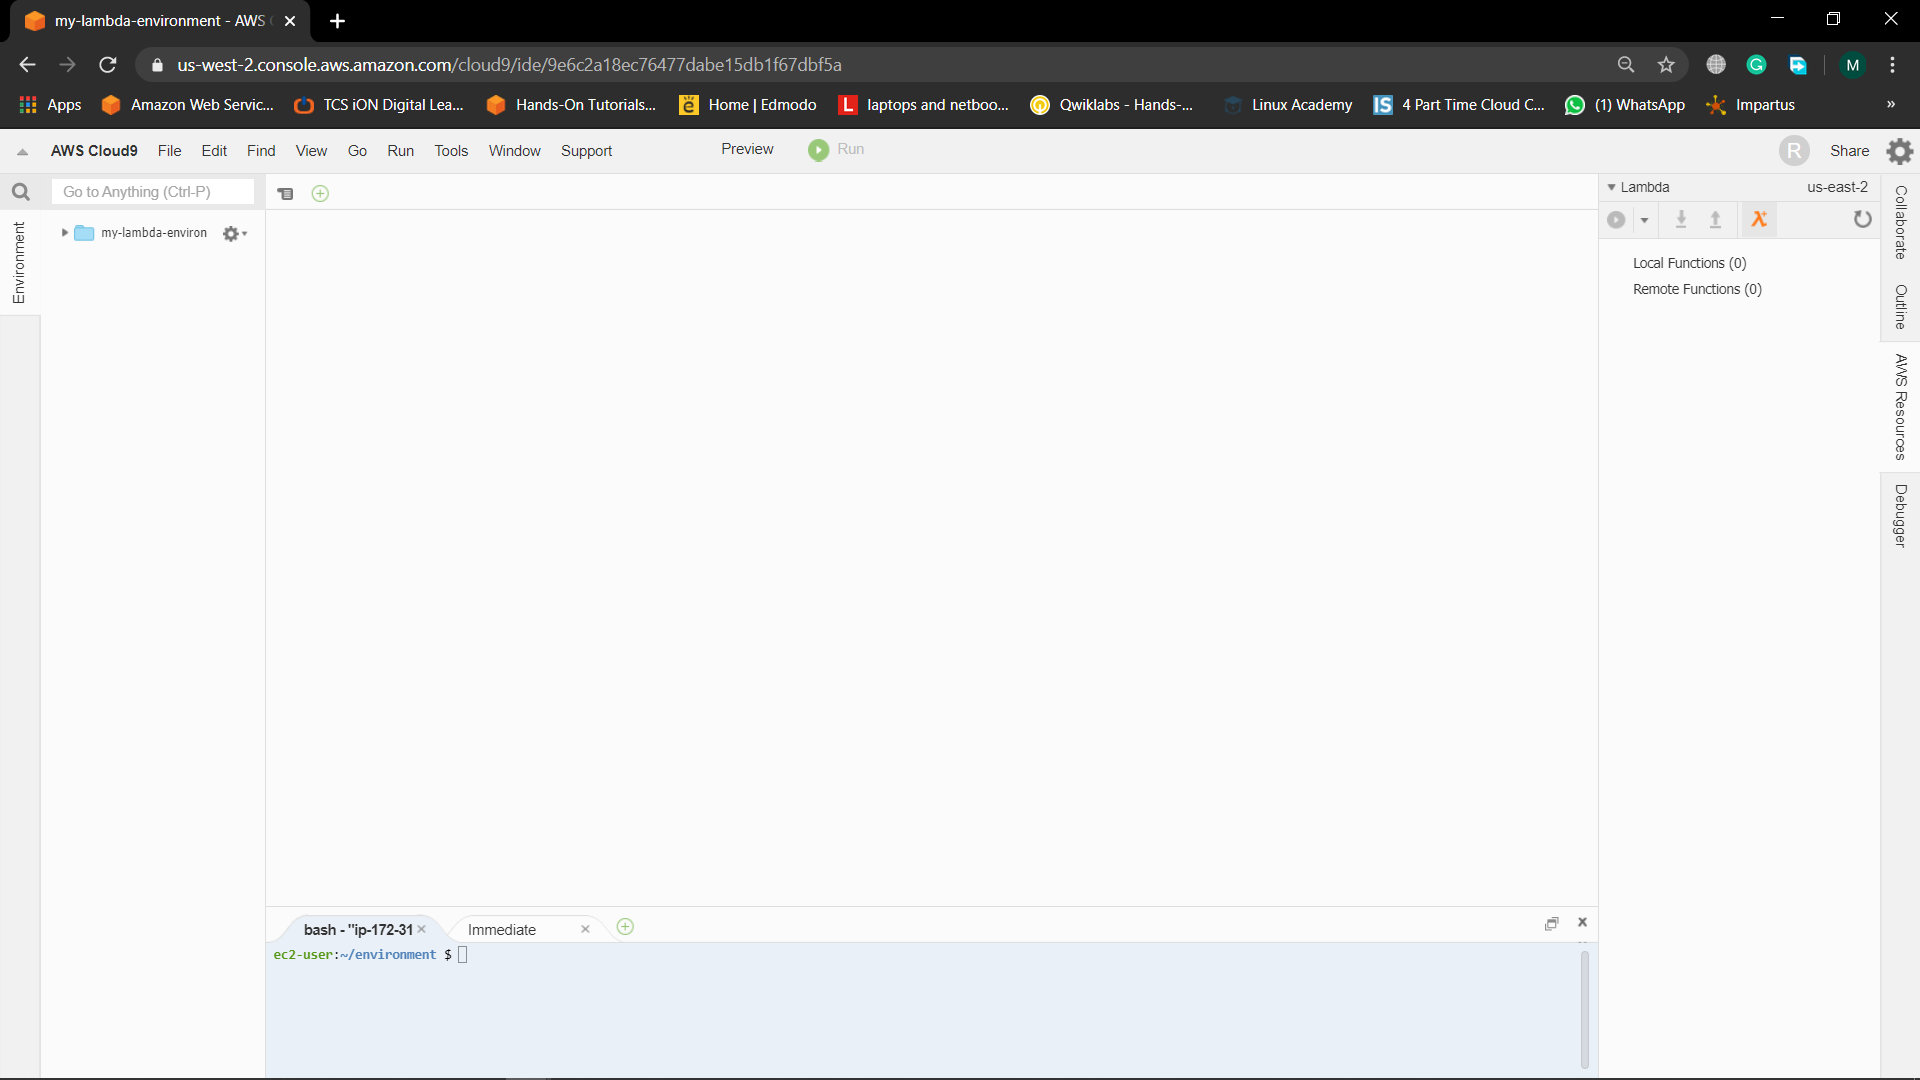 my-lambda-environment - AWS C
us-west-2.console.aws.amazon.com/cloud9/ide/9e6c2a18ec76477dabe15db1f67dbf5a
M
Apps
Amazon Web Servic...
TCS iON Digital Lea...
Hands-On Tutorials...
Home | Edmodo
L
laptops and netboo...
Qwiklabs - Hands-...
Linux Academy
IS
4 Part Time Cloud C...
(1) WhatsApp
Impartus
»
AWS Cloud9 File Edit Find View Go Run Tools Window Support Preview Run
R
Share
Go to Anything (Ctrl-P)
Environment
my-lambda-environ
Lambda us-east-2
Local Functions (0)
Remote Functions (0)
Collaborate
Outline
AWS Resources
Debugger
bash - "ip-172-31
Immediate
ec2-user:~/environment $